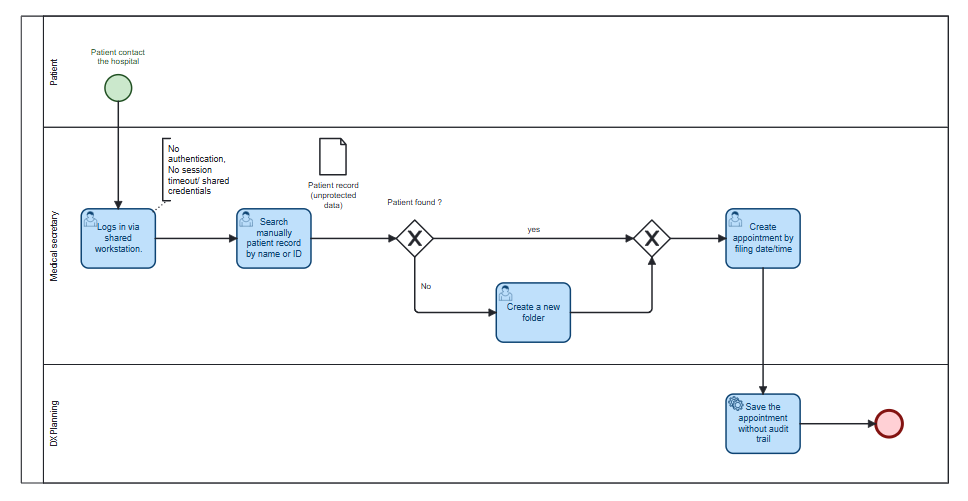 Patient
Patient contact
the hospital
Medical secretary
No
authentication,
No session
timeout/ shared
credentials
Logs in via
shared
workstation.
Patient record
(unprotected
data)
Search
manually
patient record
by name or ID
Patient found ?
yes
No
Create a new
folder
Create
appointment by
filing date/time
DXPlanning
Save the
appointment
without audit
trail